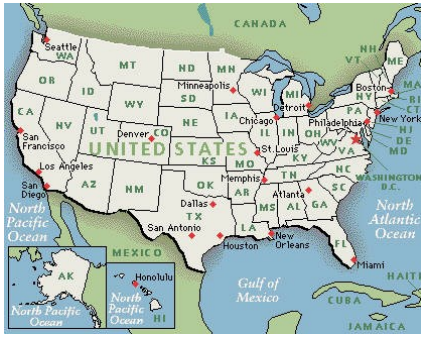 CANADA
Seattle
WA
MT
ND
MN
NH
VT
ME
OR
ID
SD
Minneapolis
WI
MI
Boston
MA
NY
RI
CT
WY
Detroit
CA
NV
UT
Denver
CO
NE
IA
Chicago
PA
Philadelphia
New York
NJ
DE
MD
IL
IN
OH
WV
VA
San
Francisco
UNITED STATES
KS
MO
St.Louis
KY
WASHINGTON
D.C.
Los Angeles
San
Diego
AZ
NM
OK
AR
Memphis
TN
NC
SC
Atlanta
GA
MS
AL
Dallas
TX
LA
North
Pacific
Ocean
North
Atlantic
Ocean
San Antonio
Houston
New
Orleans
FL
Miami
MEXICO
Gulf of
Mexico
AK
North Pacific
Ocean
Honolulu
North
Pacific
Ocean
HI
CUBA
HAITI
JAMAICA